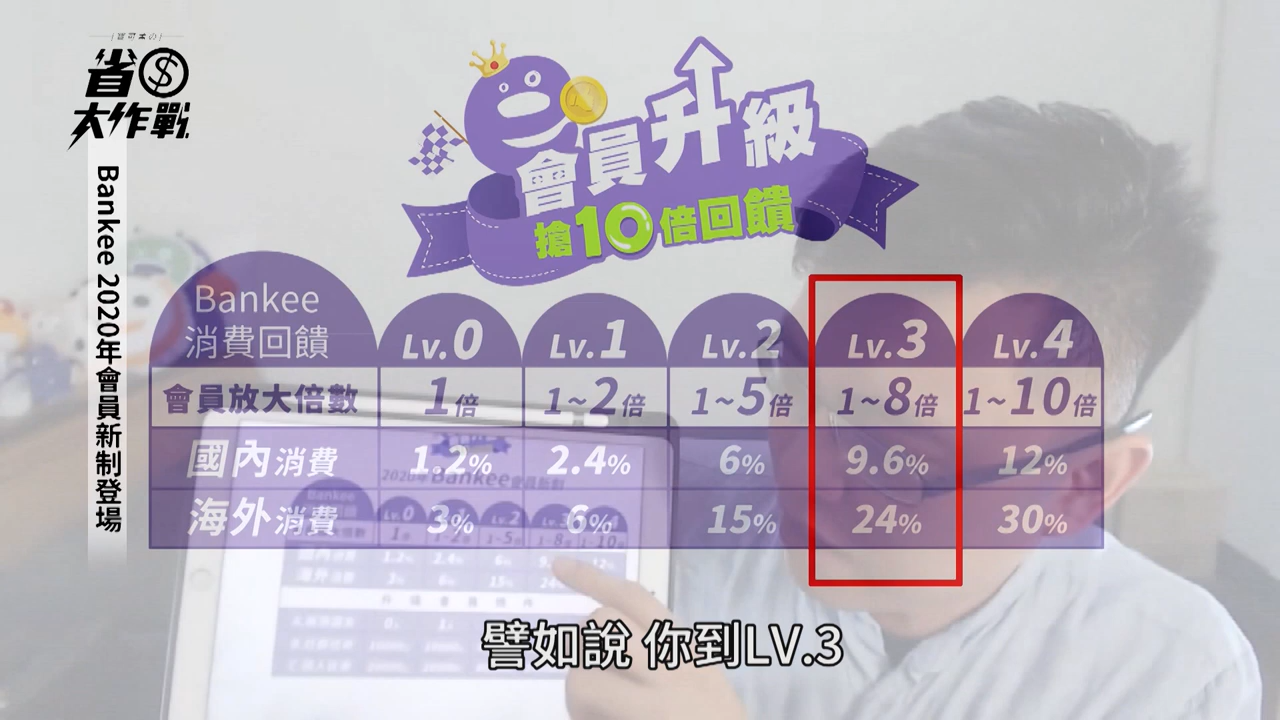 省
大作戰
Bankee 2020年會員新制登場
會員升級
搶10倍回饋
Bankee
消費回饋
Lv.0
Lv.1
Lv.2
Lv.3
Lv.4
會員放大倍數
1倍
1~2倍
1~5倍
1~8倍
1~10倍
國內消費
1.2%
2.4%
6%
9.6%
12%
海外消費
3%
6%
15%
24%
30%
譬如說 你到LV.3